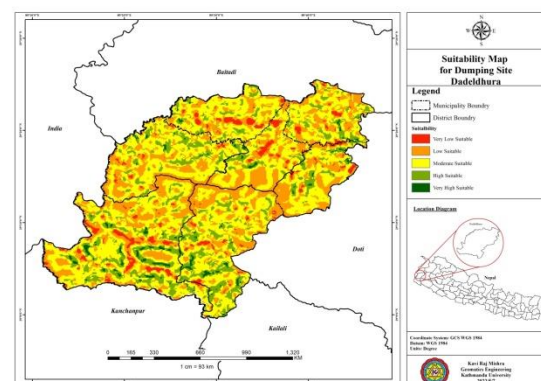 N
W
E
S
Suitability Map
for Dumping Site
Dadeldhura
Legend
Municipality Boundry
District Boundry
Suitability
Very Low Suitable
Low Suitable
Moderate Suitable
High Suitable
Very High Suitable
Location Diagram
Nepal
Coordinate System: GCS WGS 1984
Datum: WGS 1984
Units: Degree
Ravi Raj Mishra
Geomatics Engineering
Kathmandu University
Baitadi
India
Doti
Kanchanpur
Kailali
0 165 330 660 990 1,320
KM
1 cm = 93 km